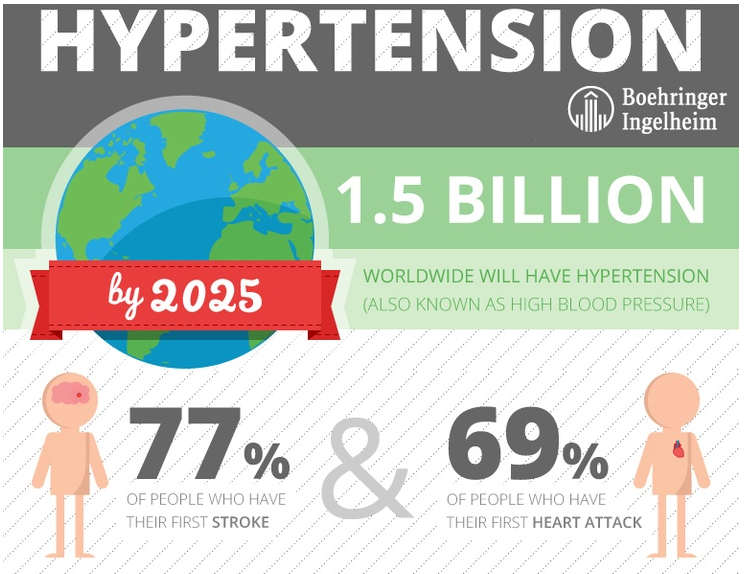 HYPERTENSION
Boehringer
Ingelheim
1.5 BILLION
by 2025
WORLDWIDE WILL HAVE HYPERTENSION
(ALSO KNOWN AS HIGH BLOOD PRESSURE)
77%
OF PEOPLE WHO HAVE
THEIR FIRST STROKE
&
69%
OF PEOPLE WHO HAVE
THEIR FIRST HEART ATTACK